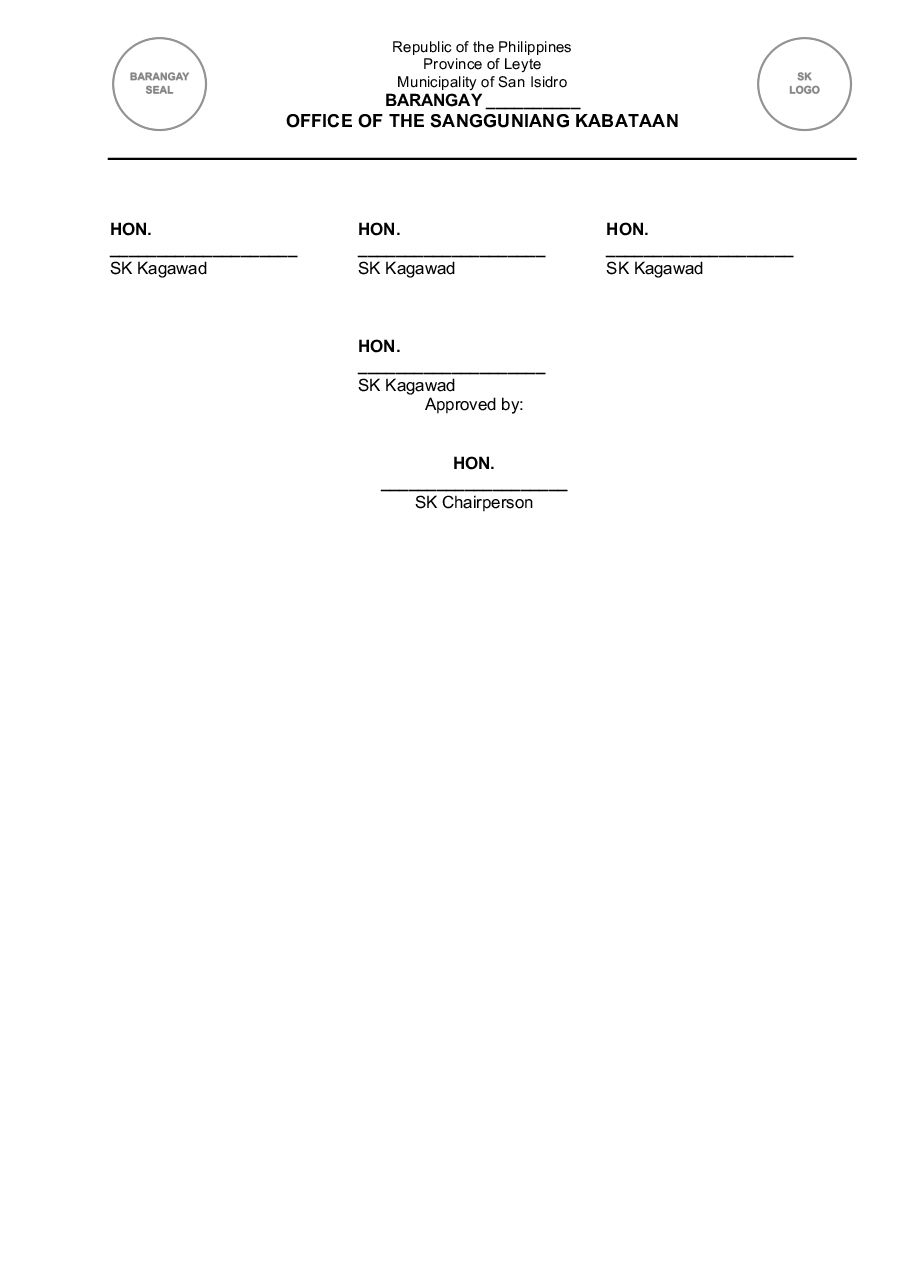 BARANGAY
SEAL
Republic of the Philippines
Province of Leyte
Municipality of San Isidro
BARANGAY __________
OFFICE OF THE SANGGUNIANG KABATAAN
SK
LOGO
HON. HON. HON.
____________________ ____________________ ____________________
SK Kagawad SK Kagawad SK Kagawad
HON.
____________________
SK Kagawad
Approved by:
HON.
____________________
SK Chairperson